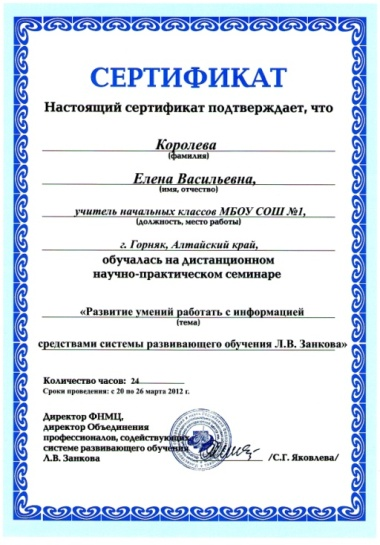 СЕРТИФИКАТ
Настоящий сертификат подтверждает, что
Королева
(фамилия)
Елена Васильевна,
(имя, отчество)
учитель начальных классов МБОУ СОШ №1,
(должность, место работы)
г. Горняк, Алтайский край,
обучалась на дистанционном
научно-практическом семинаре
«Развитие умений работать с информацией
(тема)
средствами системы развивающего обучения Л.В. Занкова»
Количество часов: 24
Сроки проведения: с 20 по 26 марта 2012 г.
Директор ФНМЦ,
директор Объединения
профессионалов, содействующих
системе развивающего обучения
Л.В. Занкова
/С.Г. Яковлева/